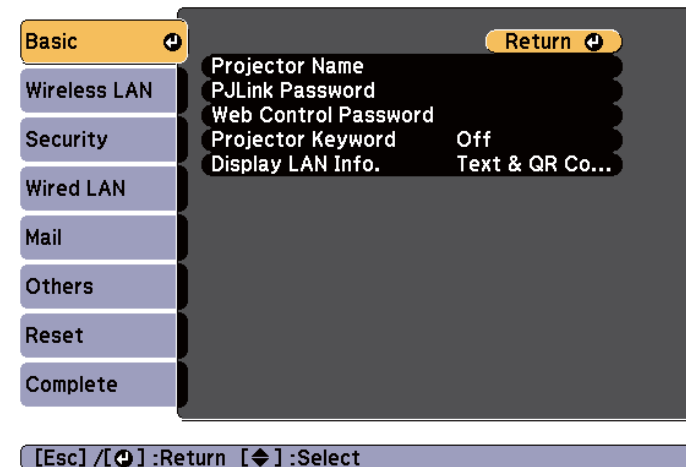 Basic
Return
Projector Name
Wireless LAN
PJLink Password
Web Control Password
Security
Projector Keyword Off
Display LAN Info. Text & QR Co...
Wired LAN
Mail
Others
Reset
Complete
[Esc] /[ ] :Return [ ] :Select